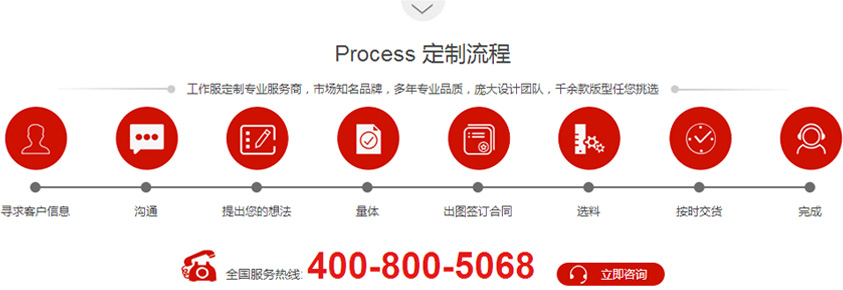 Process 定制流程
工作服定制专业服务商，市场知名品牌，多年专业品质，庞大设计团队，千余款版型任您挑选
寻求客户信息
沟通
提出您的想法
量体
出图签订合同
选料
按时交货
完成
全国服务热线: 400-800-5068 立即咨询